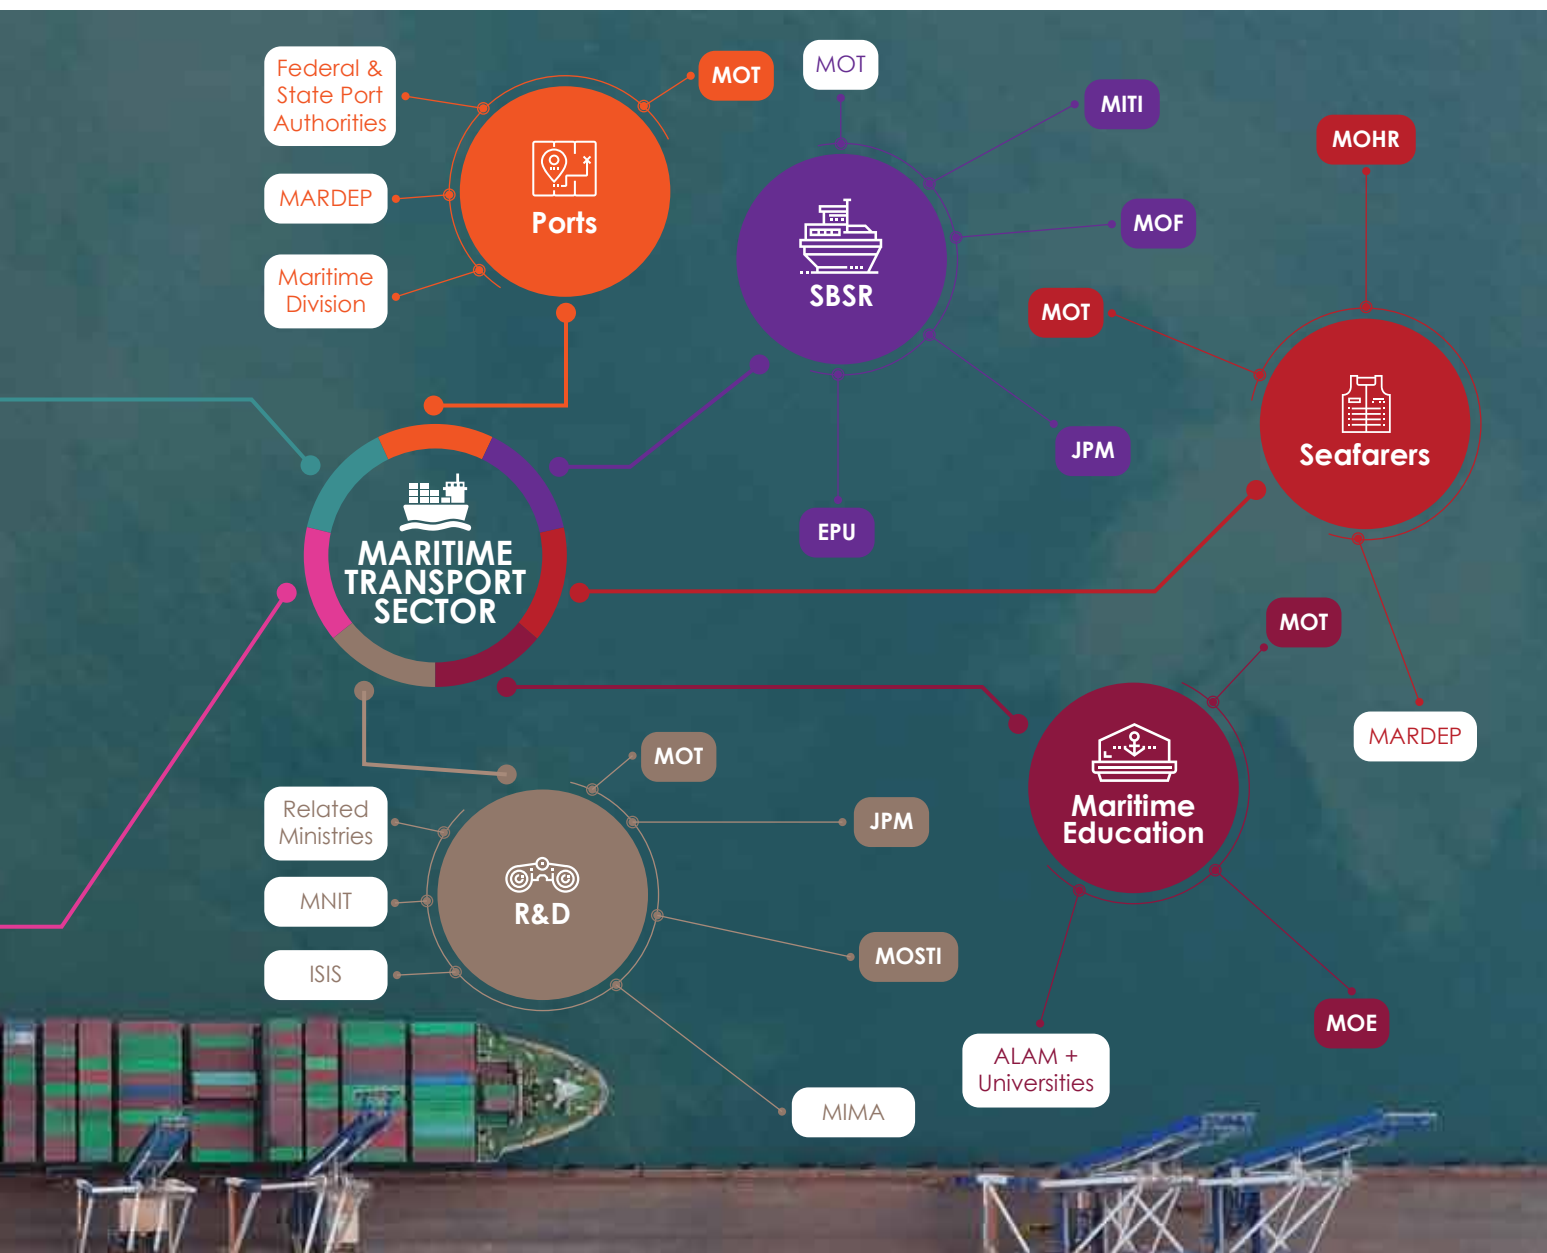 Federal &
State Port
Authorities
MARDEP
Maritime
Division
MOT
Ports
MOT
MITI
MOF
JPM
EPU
SBSR
MOHR
MOT
Seafarers
MARDEP
MARITIME
TRANSPORT
SECTOR
MOT
Maritime
Education
MOE
ALAM +
Universities
MOT
JPM
MOSTI
MIMA
R&D
Related
Ministries
MNIT
ISIS